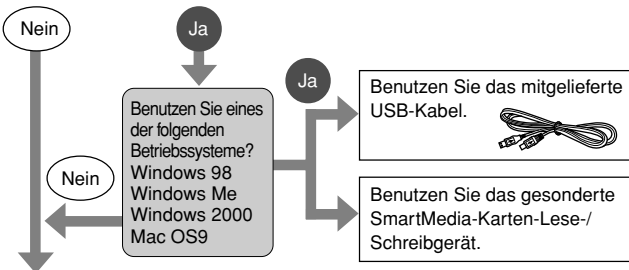 Nein
Ja
Benutzen Sie eines
der folgenden
Betriebssysteme?
Windows 98
Windows Me
Windows 2000
Mac OS9
Nein
Ja
Benutzen Sie das mitgelieferte
USB-Kabel.
Benutzen Sie das gesonderte
SmartMedia-Karten-Lese-/
Schreibgerät.